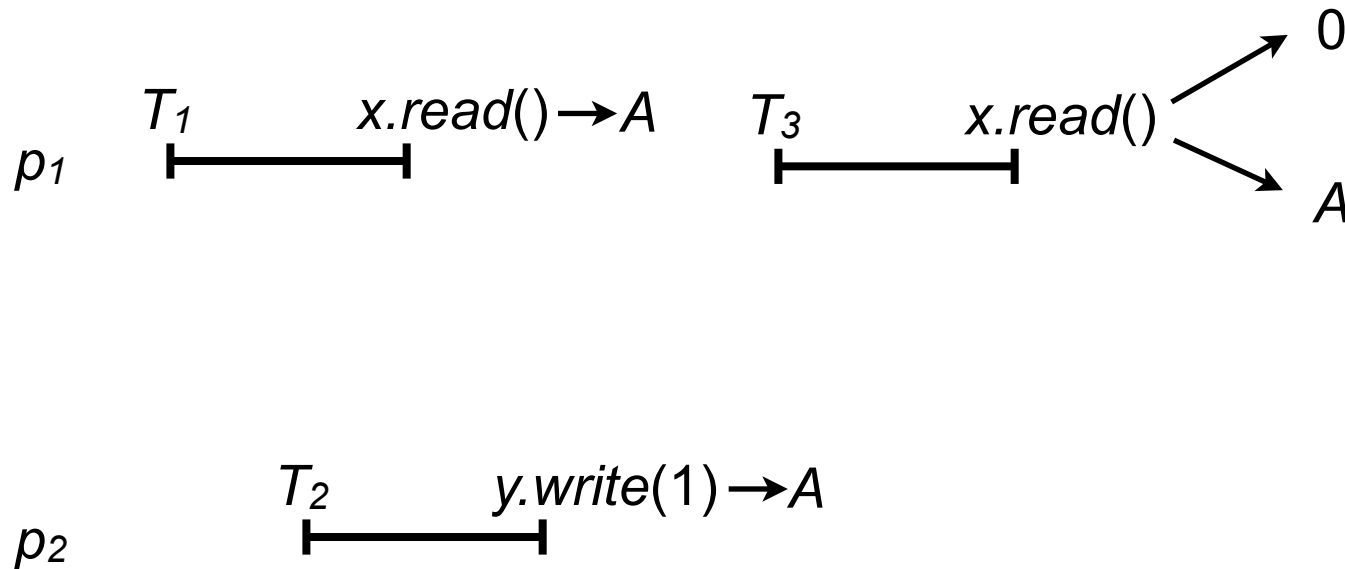 0
T1 x.read() → A T3 x.read()
p1
A
T2 y.write(1) → A
p2